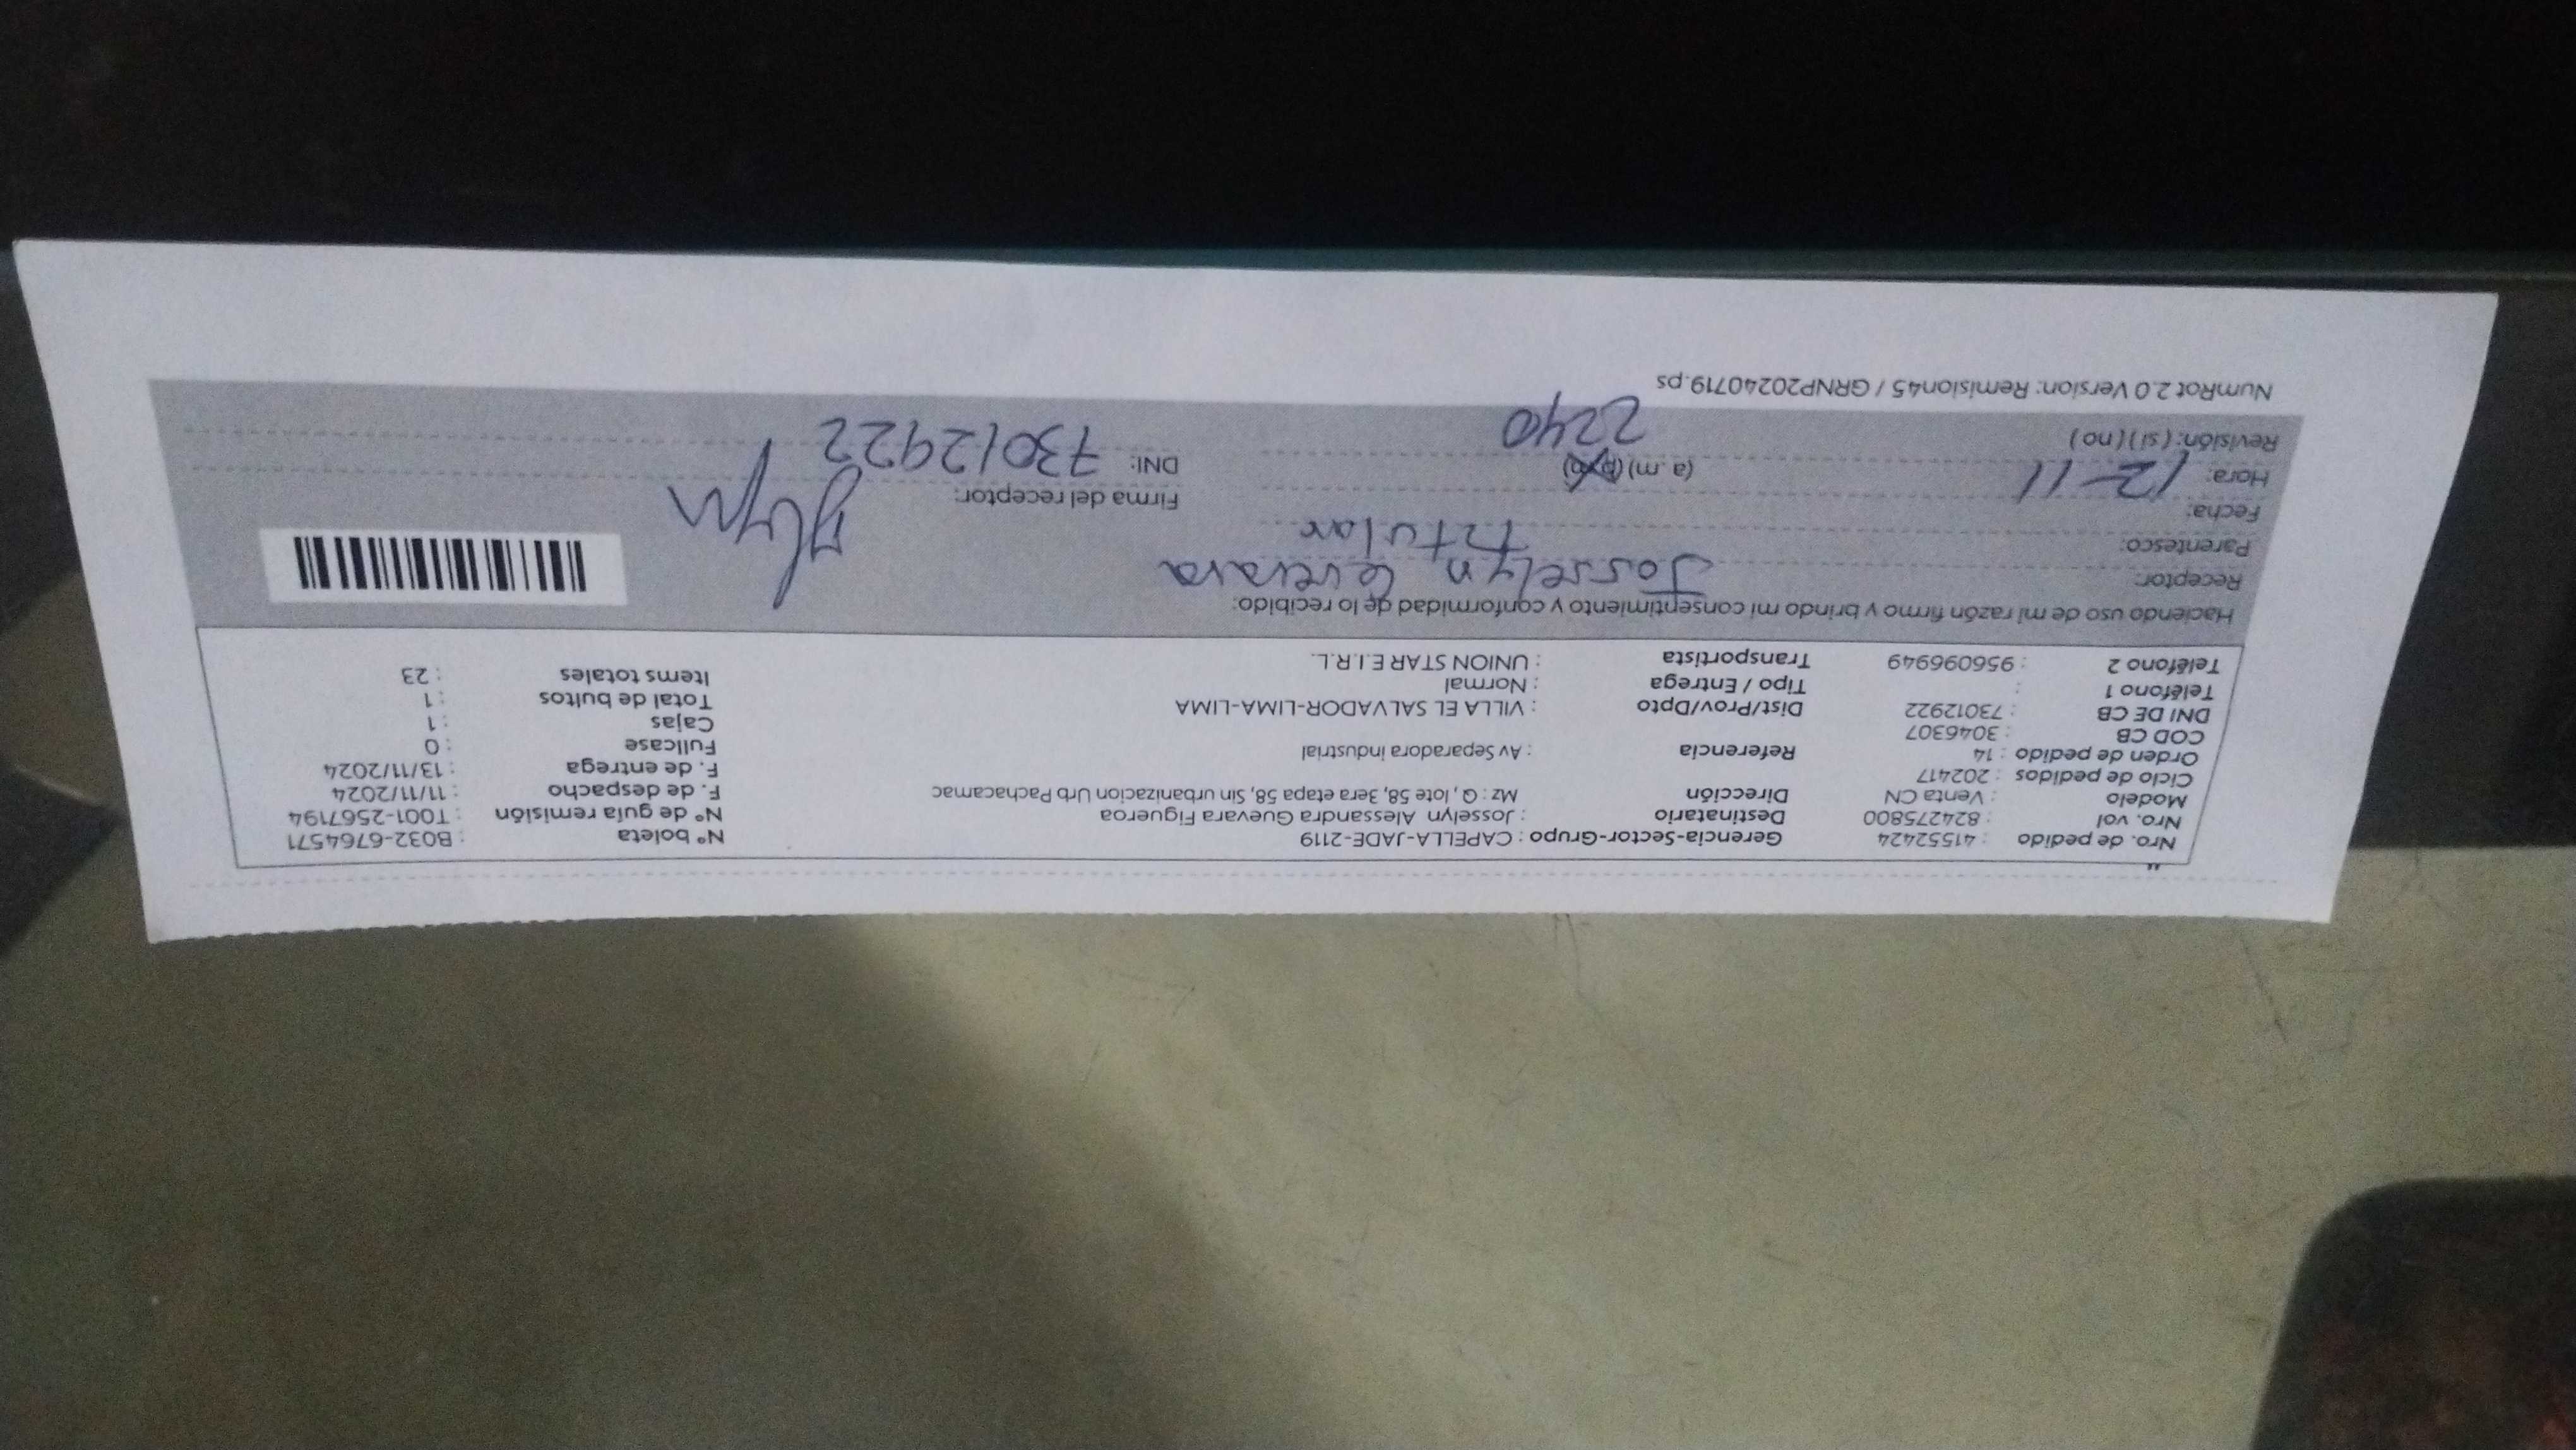 Nro. de pedido : 41552424 Gerencia-Sector-Grupo : CAPELLA-JADE-2119 N° boleta : B032-6764571
Nro. vol : 824275800 Destinatario : Josselyn Alessandra Guevara Figueroa N° de guía remisión : T001-2567194
Modelo : Venta CN Dirección Mz : Q , lote 58, 3era etapa 58, Sin urbanizacion Urb Pachacamac F. de despacho : 11/11/2024
Ciclo de pedidos : 202417 F. de entrega : 13/11/2024
Orden de pedido : 14 Referencia : Av Separadora industrial Fullcase : 0
COD CB : 3046307 Cajas : 1
DNI DE CB : 73012922 Dist/Prov/Dpto : VILLA EL SALVADOR-LIMA-LIMA Total de bultos : 1
Teléfono 1 : Tipo / Entrega : Normal Items totales : 23
Teléfono 2 : 956096949 Transportista : UNION STAR E.I.R.L.
Haciendo uso de mi razón firmo y brindo mi consentimiento y conformidad de lo recibido:
Receptor: Josselyn Guevara
Parentesco: Titular
Fecha: Firma del receptor:
Hora: 12-11 (a.m) DNI: 73012922
Revisión: (si) (no) 2240
NumRot 2.0 Version: Remision45 / GRNP20240719.ps